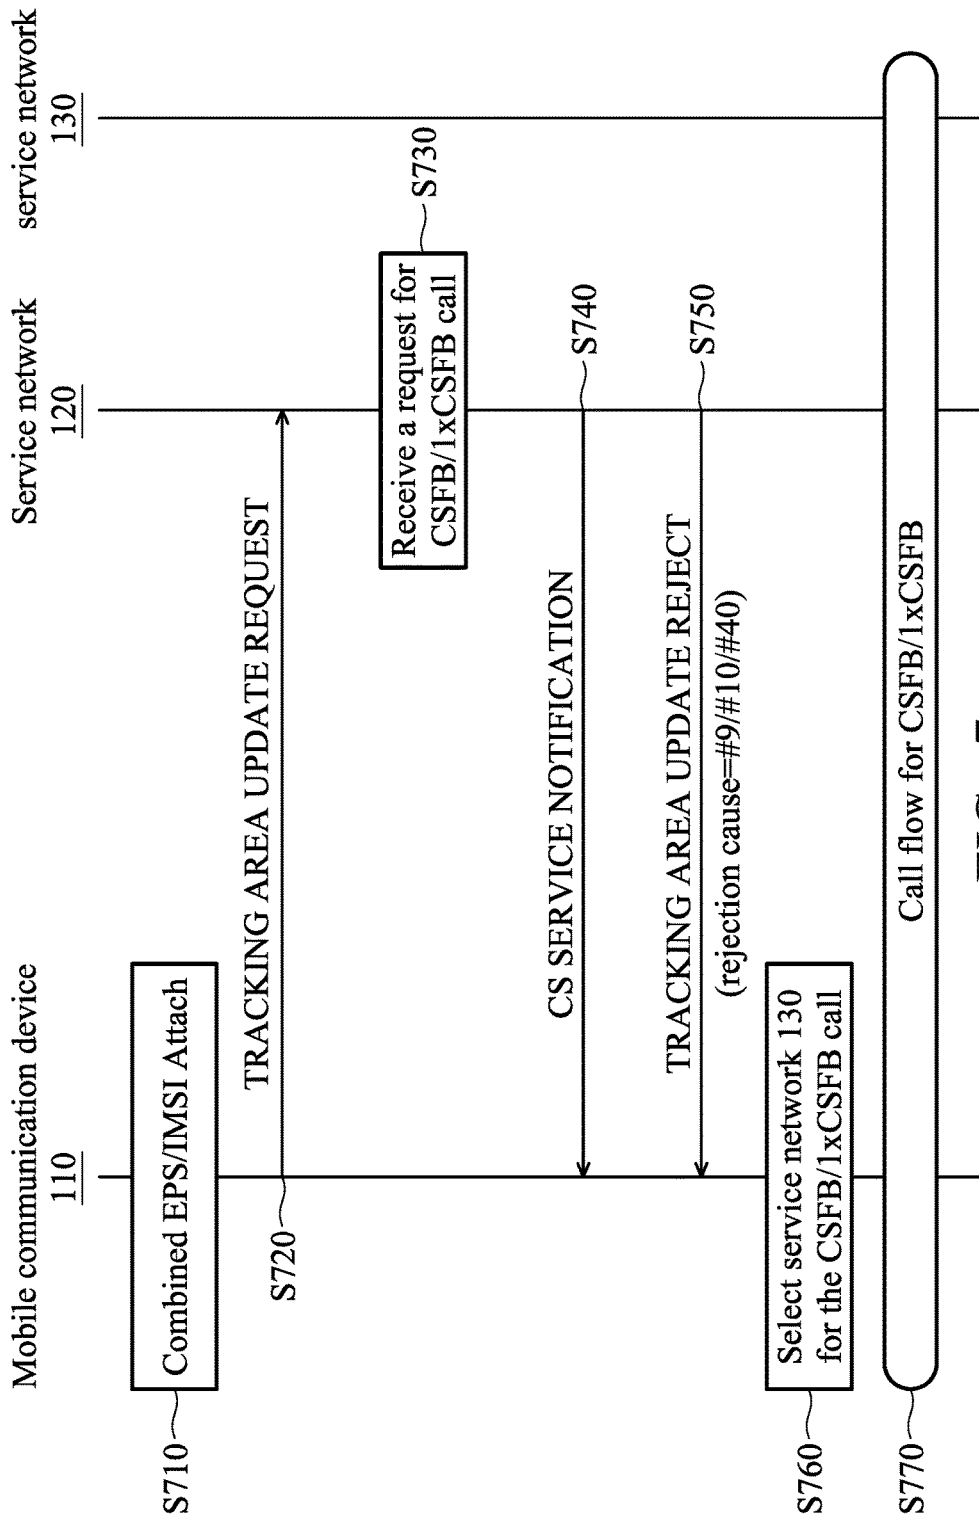 Mobile communication device
110
Service network
120
service network
130
S710
Combined EPS/IMSI Attach
TRACKING AREA UPDATE REQUEST
S720
Receive a request for
CSFB/1xCSFB call
S730
CS SERVICE NOTIFICATION
S740
TRACKING AREA UPDATE REJECT
(rejection cause=#9/#10/#40)
S750
Select service network 130
for the CSFB/1xCSFB call
S760
Call flow for CSFB/1xCSFB
S770